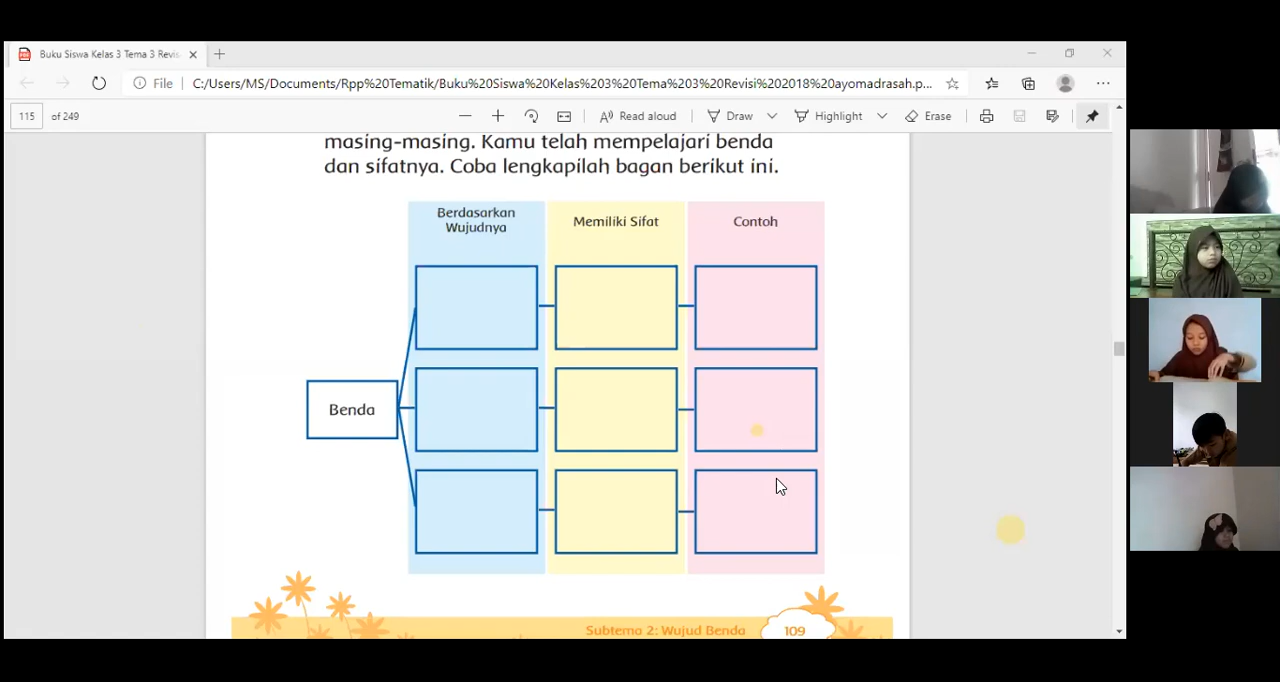 Buku Siswa Kelas 3 Tema 3 Revis
File
C:/Users/MS/Documents/Rpp%20Tematik/Buku%20Siswa%20Kelas%203%20Tema%203%20Revisi%202018%20ayomadrasah.p...
115 of 249
Read aloud
Draw
Highlight
Erase
masing-masing. Kamu telah mempelajari benda
dan sifatnya. Coba lengkapilah bagan berikut ini.
Berdasarkan
Wujudnya
Memiliki Sifat
Contoh
Benda
Subtema 2: Wujud Benda
109